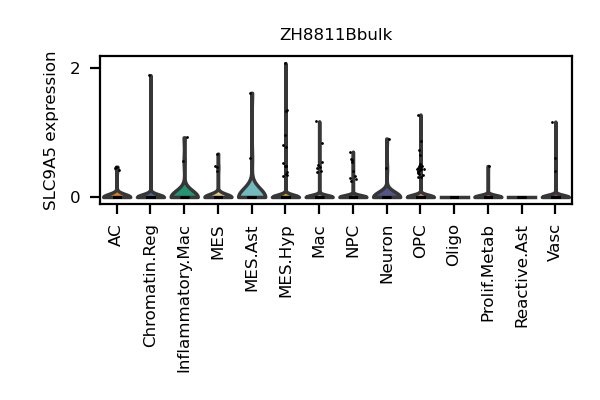 ZH8811Bbulk
SLC9A5 expression
2
0
AC
Chromatin.Reg
Inflammatory.Mac
MES
MES.Ast
MES.Hyp
Mac
NPC
Neuron
OPC
Oligo
Prolif.Metab
Reactive.Ast
Vasc